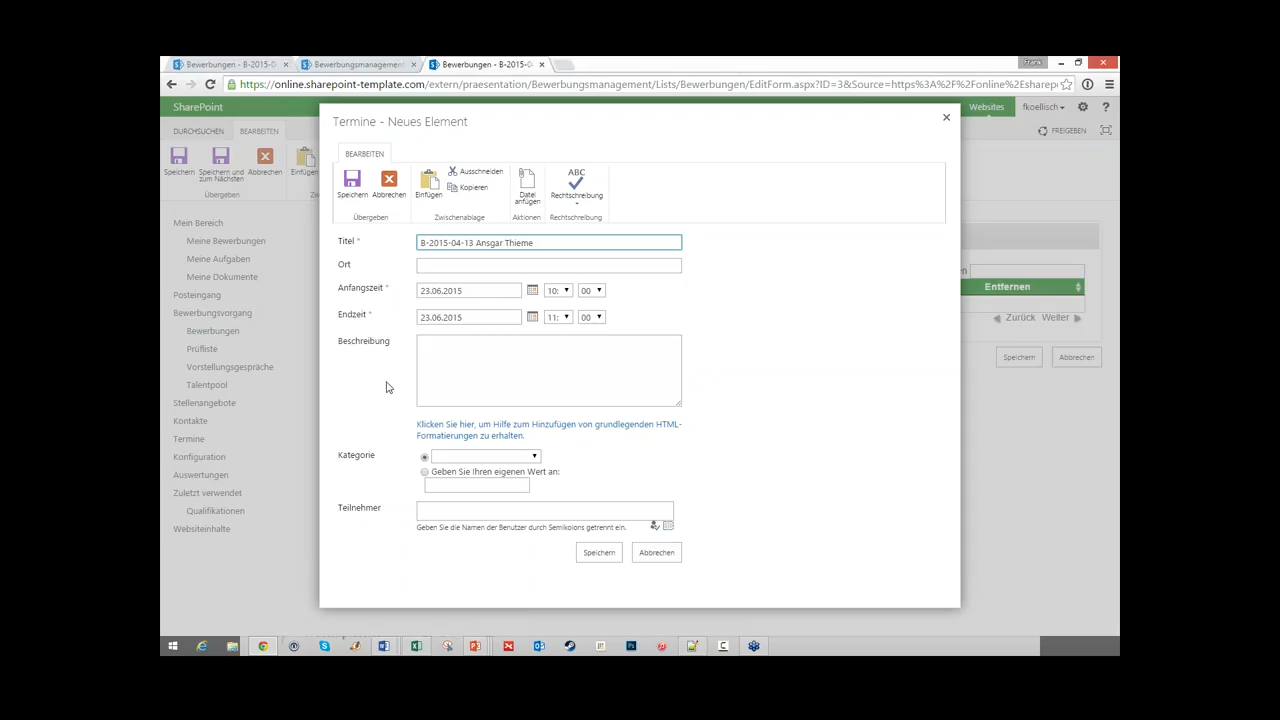 Bewerbungen - B-2015-0
Bewerbungsmanagement
Bewerbungen - B-2015-04
Frank
https://online.sharepoint-template.com/extern/praesentation/Bewerbungsmanagement/Lists/Bewerbungen/EditForm.aspx?ID=3&Source=https%3A%2F%2Fonline%2Esharep
SharePoint
Websites
fkoellisch
?
DURCHSUCHEN
BEARBEITEN
FREIGEBEN
Speichern
Speichern und zum Nächsten
Abbrechen
Einfügen
Übergeben
Mein Bereich
Meine Bewerbungen
Meine Aufgaben
Meine Dokumente
Posteingang
Bewerbungsvorgang
Bewerbungen
Prüfliste
Vorstellungsgespräche
Talentpool
Stellenangebote
Kontakte
Termine
Konfiguration
Auswertungen
Zuletzt verwendet
Qualifikationen
Websiteinhalte
Termine - Neues Element
BEARBEITEN
Speichern
Abbrechen
Einfügen
Ausschneiden
Kopieren
Datei anfügen
ABC
Rechtschreibung
Übergeben
Zwischenablage
Aktionen
Rechtschreibung
Titel *
B-2015-04-13 Ansgar Thieme
Ort
Anfangszeit *
23.06.2015
10:
00
Endzeit *
23.06.2015
11:
00
Beschreibung
Klicken Sie hier, um Hilfe zum Hinzufügen von grundlegenden HTML-
Formatierungen zu erhalten.
Kategorie
Geben Sie Ihren eigenen Wert an:
Teilnehmer
Geben Sie die Namen der Benutzer durch Semikolons getrennt ein.
Speichern
Abbrechen
en
Entfernen
Zurück Weiter
Speichern
Abbrechen